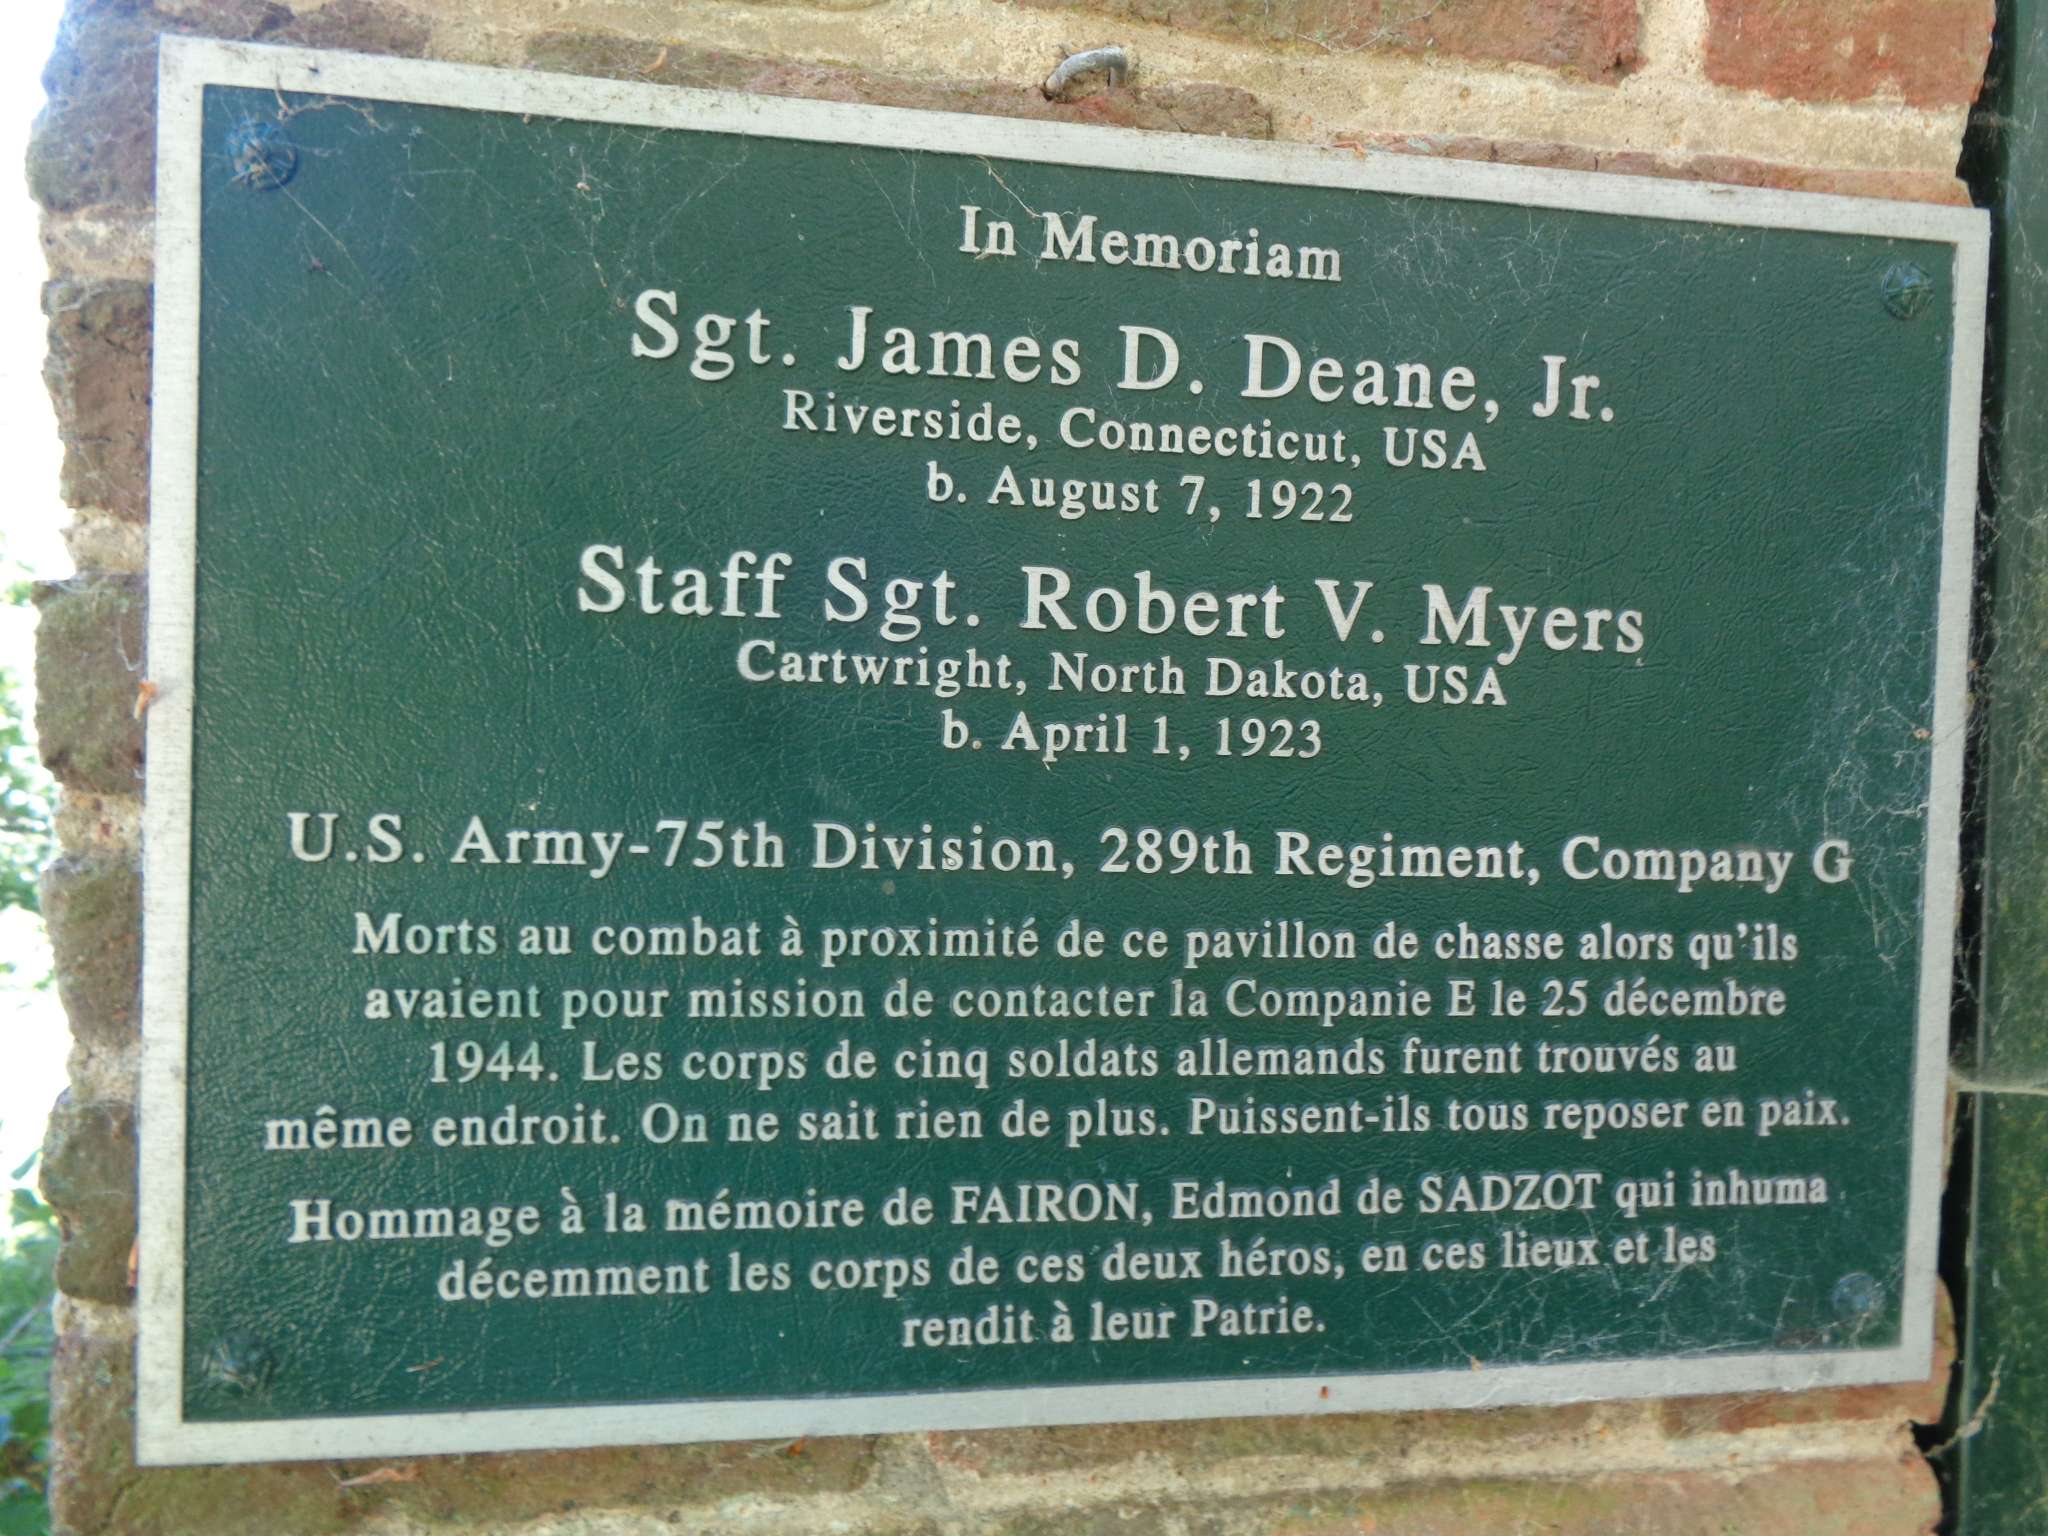 In Memoriam
Sgt. James D. Deane, Jr.
Riverside, Connecticut, USA
b. August 7, 1922
Staff Sgt. Robert V. Myers
Cartwright, North Dakota, USA
b. April 1, 1923
U.S. Army-75th Division, 289th Regiment, Company G
Morts au combat à proximité de ce pavillon de chasse alors qu'ils
avaient pour mission de contacter la Companie E le 25 décembre
1944. Les corps de cinq soldats allemands furent trouvés au
même endroit. On ne sait rien de plus. Puissent-ils tous reposer en paix.
Hommage à la mémoire de FAIRON, Edmond de SADZOT qui inhuma
décemment les corps de ces deux héros, en ces lieux et les
rendit à leur Patrie.